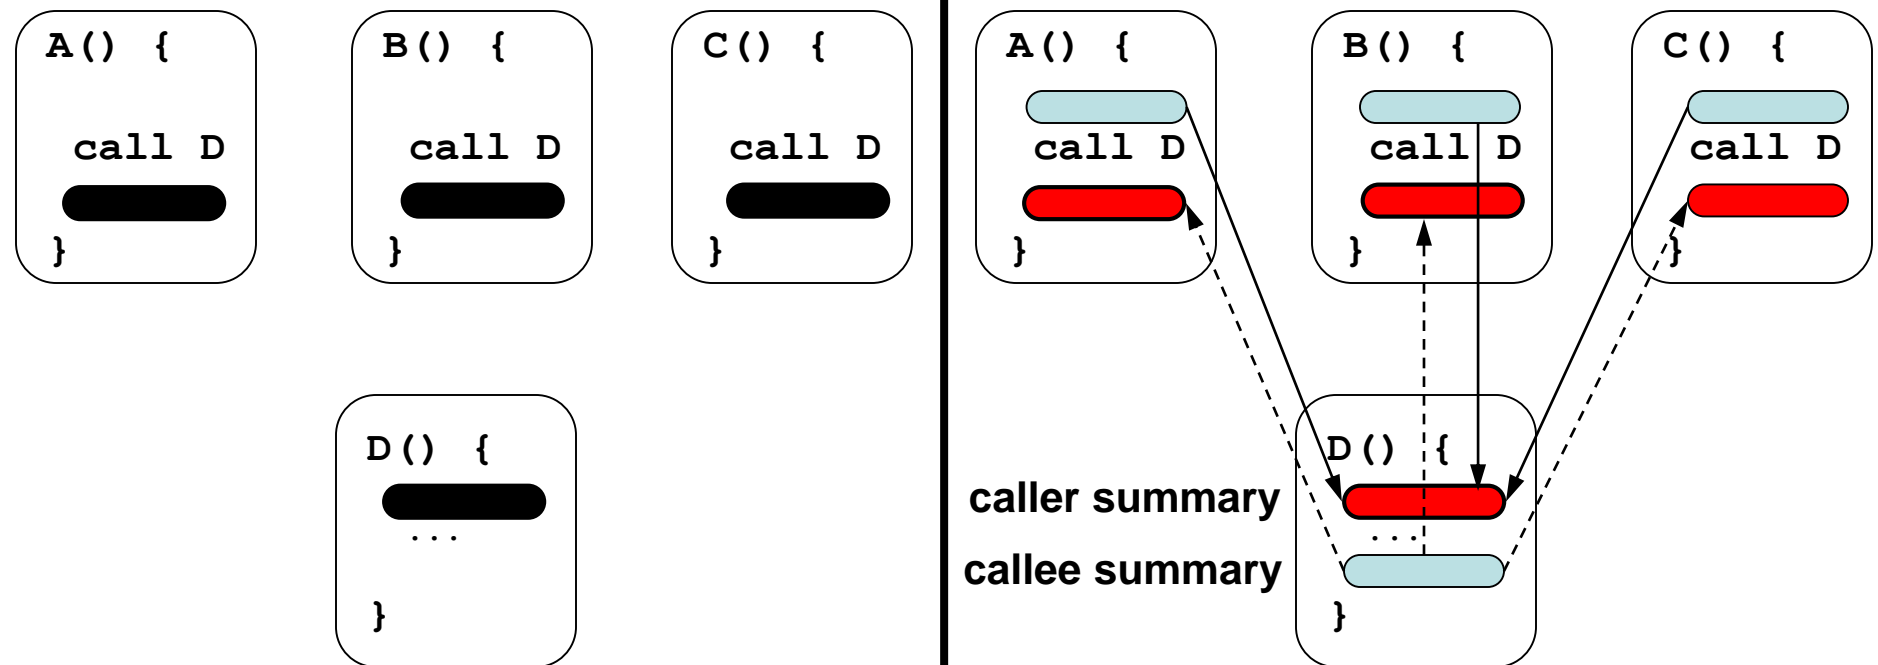 A() {
call D
}
B() {
call D
}
C() {
call D
}
D() {
...
}
A() {
call D
}
B() {
call D
}
C() {
call D
}
D() {
caller summary
...
callee summary
}